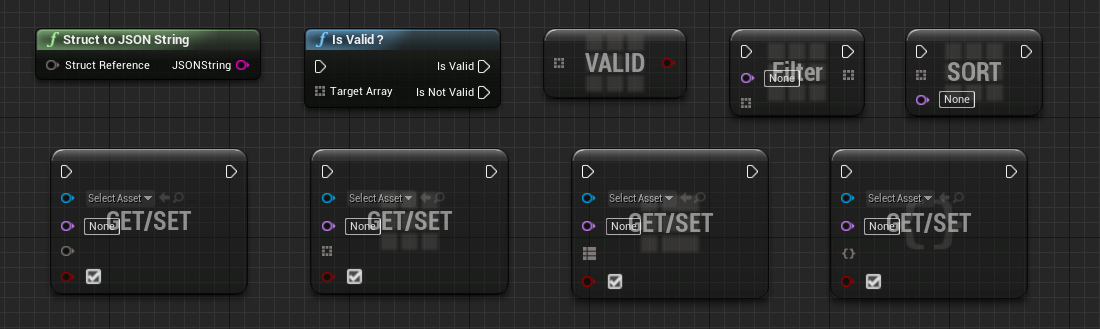 Struct to JSON String
Struct Reference JSONString
Is Valid ?
Is Valid
Target Array Is Not Valid
VALID
Filter
None
SORT
None
Select Asset
GET/SET
None
Select Asset
GET/SET
None
Select Asset
GET/SET
None
Select Asset
GET/SET
None